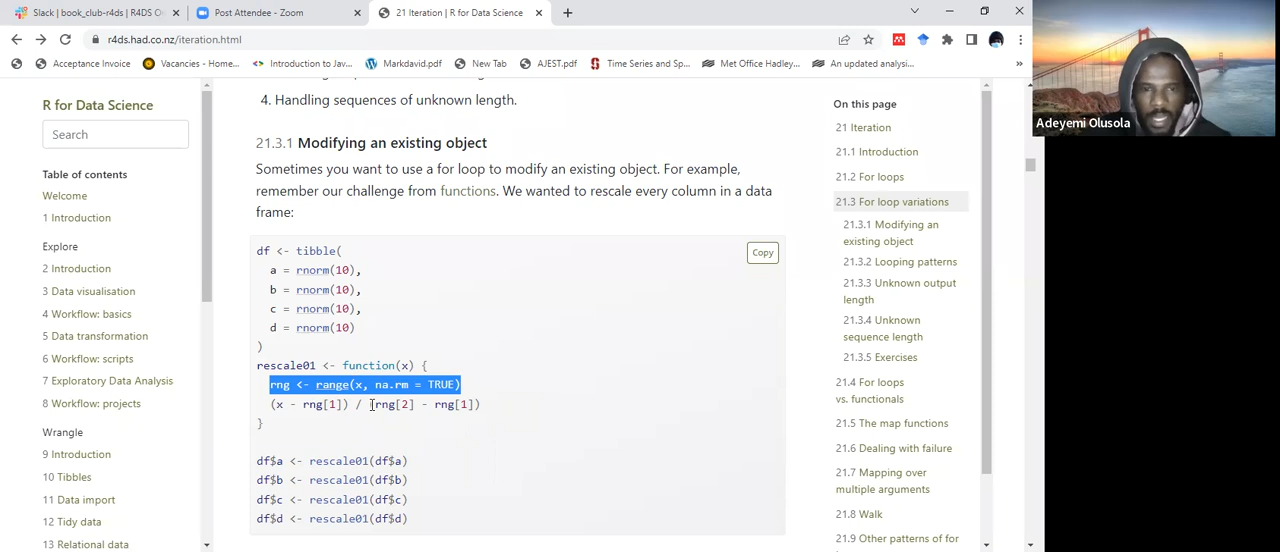 Slack | book_club-r4ds | R4DS O
Post Attendee - Zoom
21 Iteration | R for Data Science
r4ds.had.co.nz/iteration.html
Acceptance Invoice
Vacancies - Home...
Introduction to Jav...
Markdavid.pdf
New Tab
AJEST.pdf
Time Series and Sp...
Met Office Hadley...
An updated analysi...
Adeyemi Olusola
R for Data Science
Search
Table of contents
Welcome
1 Introduction
Explore
2 Introduction
3 Data visualisation
4 Workflow: basics
5 Data transformation
6 Workflow: scripts
7 Exploratory Data Analysis
8 Workflow: projects
Wrangle
9 Introduction
10 Tibbles
11 Data import
12 Tidy data
13 Relational data
4. Handling sequences of unknown length.
21.3.1 Modifying an existing object
Sometimes you want to use a for loop to modify an existing object. For example,
remember our challenge from functions. We wanted to rescale every column in a data
frame:
Copy
df <- tibble(
  a = rnorm(10),
  b = rnorm(10),
  c = rnorm(10),
  d = rnorm(10)
)
rescale01 <- function(x) {
  rng <- range(x, na.rm = TRUE)
  (x - rng[1]) / (rng[2] - rng[1])
}
df$a <- rescale01(df$a)
df$b <- rescale01(df$b)
df$c <- rescale01(df$c)
df$d <- rescale01(df$d)
On this page
21 Iteration
21.1 Introduction
21.2 For loops
21.3 For loop variations
21.3.1 Modifying an
existing object
21.3.2 Looping patterns
21.3.3 Unknown output
length
21.3.4 Unknown
sequence length
21.3.5 Exercises
21.4 For loops
vs. functionals
21.5 The map functions
21.6 Dealing with failure
21.7 Mapping over
multiple arguments
21.8 Walk
21.9 Other patterns of for